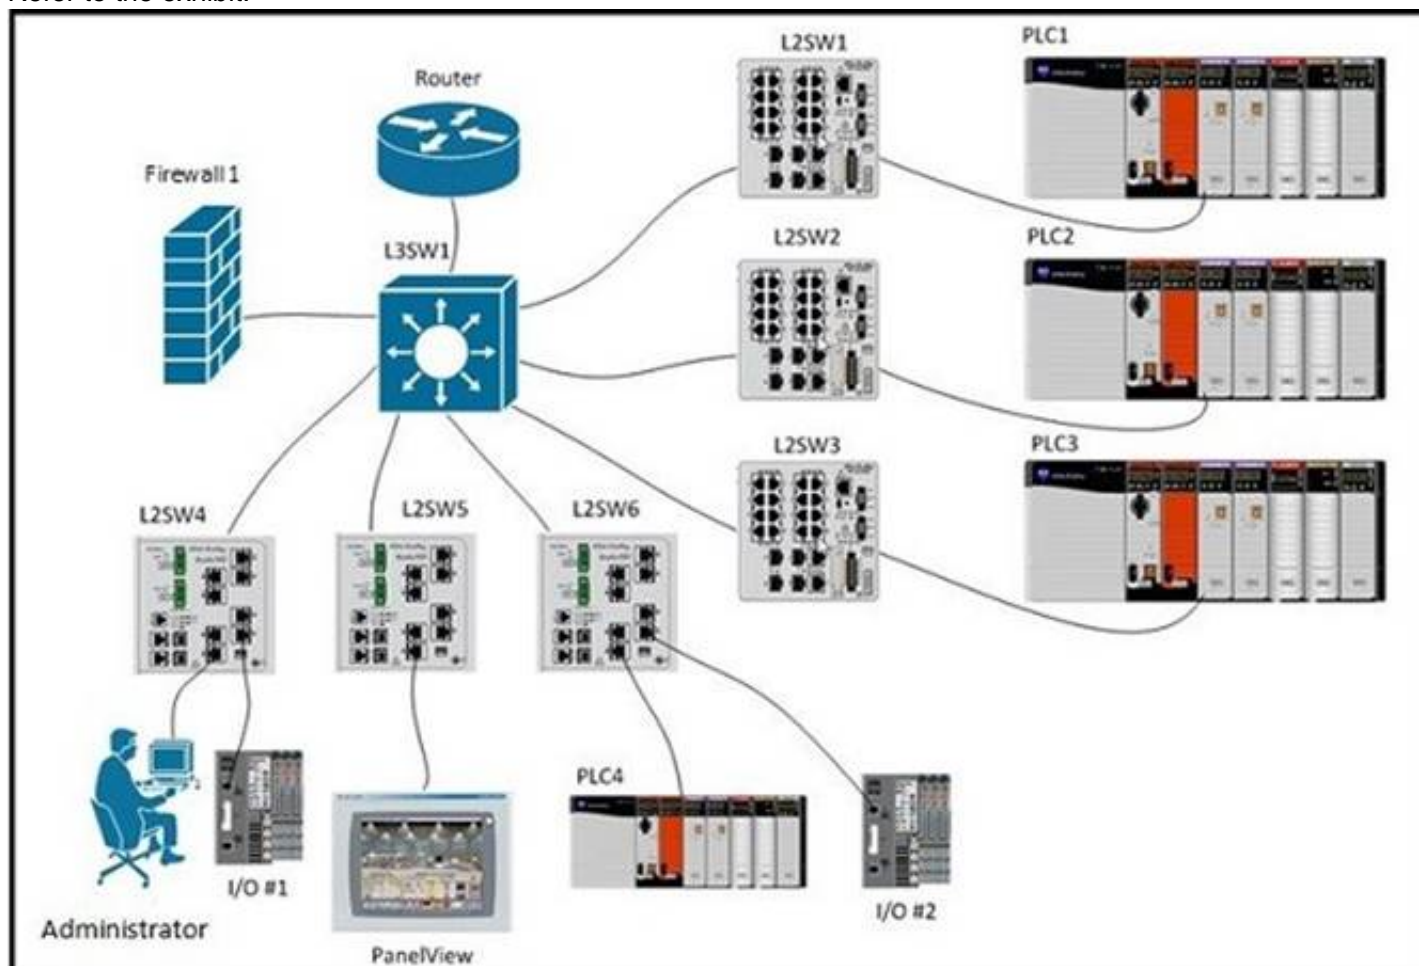 Refer to the exhibit.
L2SW1
PLC1
Router
Firewall 1
L3SW1
L2SW2
PLC2
L2SW3
PLC3
L2SW4
L2SW5
L2SW6
PLC4
I/O #1
I/O #2
Administrator
PanelView